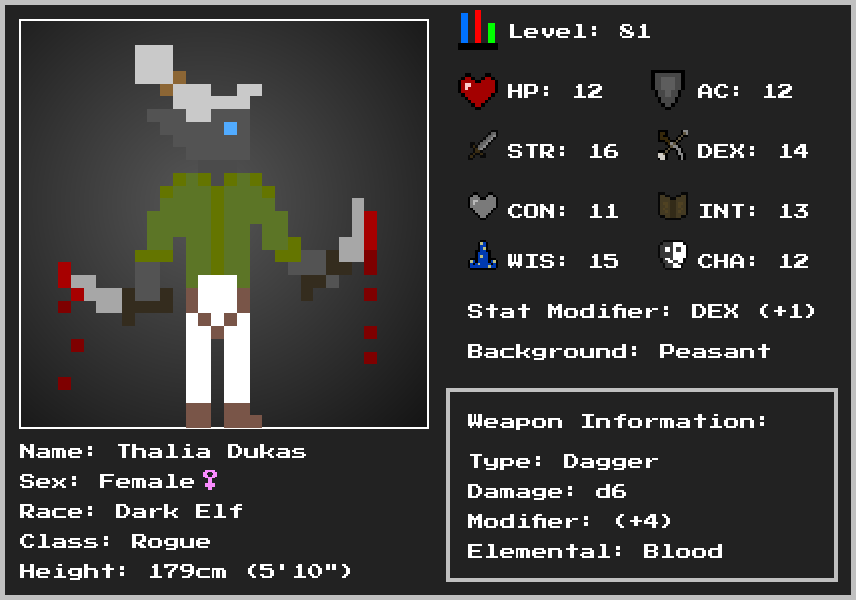 Level: 81
HP: 12
AC: 12
STR: 16
DEX: 14
CON: 11
INT: 13
WIS: 15
CHA: 12
Stat Modifier: DEX (+1)
Background: Peasant
Name: Thalia Dukas
Sex: Female♀
Race: Dark Elf
Class: Rogue
Height: 179cm (5'10")
Weapon Information:
Type: Dagger
Damage: d6
Modifier: (+4)
Elemental: Blood